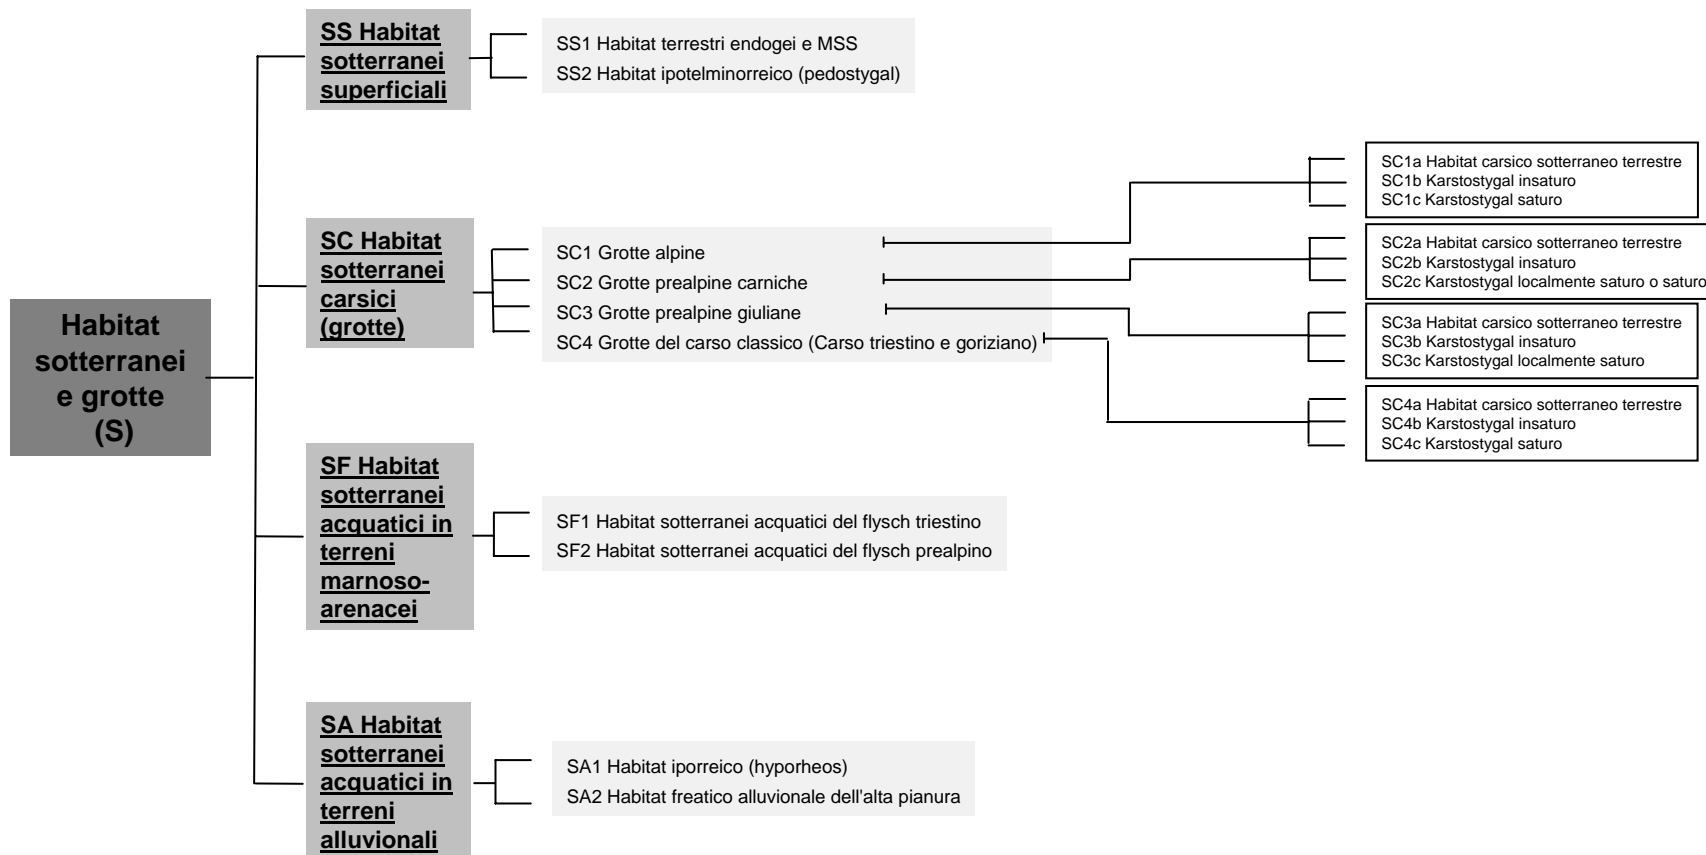 Habitat
sotterranei
e grotte
(S)
SS Habitat
sotterranei
superficiali
SS1 Habitat terrestri endogei e MSS
SS2 Habitat ipotelminorreico (pedostygal)
SC Habitat
sotterranei
carsici
(grotte)
SC1 Grotte alpine
SC2 Grotte prealpine carniche
SC3 Grotte prealpine giuliane
SC4 Grotte del carso classico (Carso triestino e goriziano)
SC1a Habitat carsico sotterraneo terrestre
SC1b Karstostygal insaturo
SC1c Karstostygal saturo
SC2a Habitat carsico sotterraneo terrestre
SC2b Karstostygal insaturo
SC2c Karstostygal localmente saturo o saturo
SC3a Habitat carsico sotterraneo terrestre
SC3b Karstostygal insaturo
SC3c Karstostygal localmente saturo
SC4a Habitat carsico sotterraneo terrestre
SC4b Karstostygal insaturo
SC4c Karstostygal saturo
SF Habitat
sotterranei
acquatici in
terreni
marnoso-
arenacei
SF1 Habitat sotterranei acquatici del flysch triestino
SF2 Habitat sotterranei acquatici del flysch prealpino
SA Habitat
sotterranei
acquatici in
terreni
alluvionali
SA1 Habitat iporreico (hyporheos)
SA2 Habitat freatico alluvionale dell'alta pianura